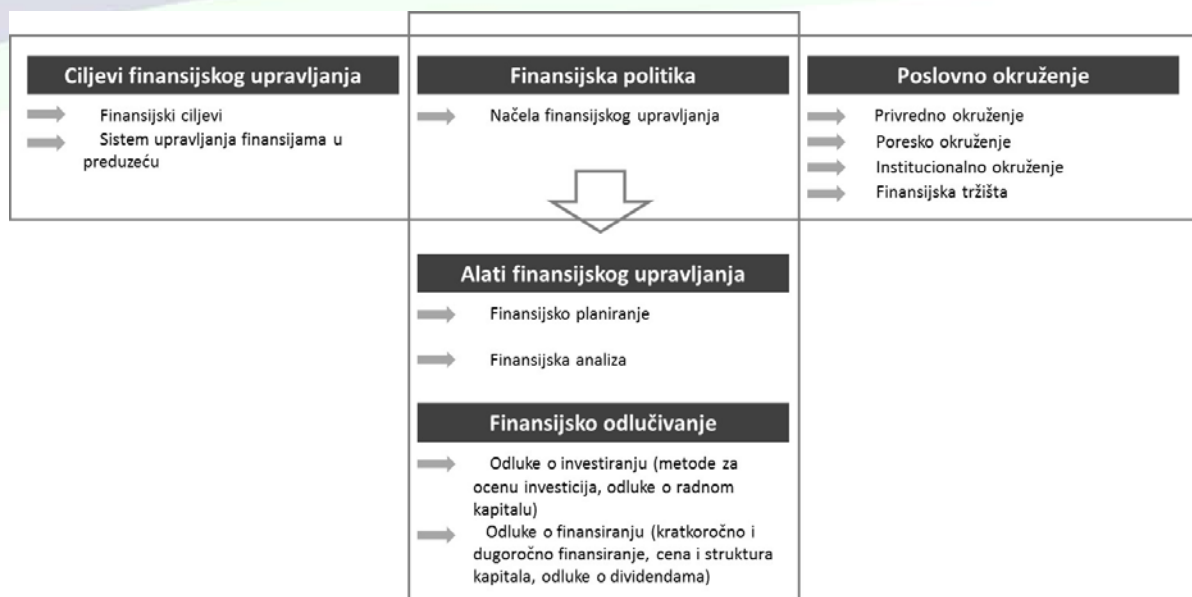 Ciljevi finansijskog upravljanja
Finansijski ciljevi
Sistem upravljanja finansijama u
preduzeću
Finansijska politika
Načela finansijskog upravljanja
Poslovno okruženje
Privredno okruženje
Poresko okruženje
Institucionalno okruženje
Finansijska tržišta
Alati finansijskog upravljanja
Finansijsko planiranje
Finansijska analiza
Finansijsko odlučivanje
Odluke o investiranju (metode za
ocenu investicija, odluke o radnom
kapitalu)
Odluke o finansiranju (kratkoročno i
dugoročno finansiranje, cena i struktura
kapitala, odluke o dividendama)